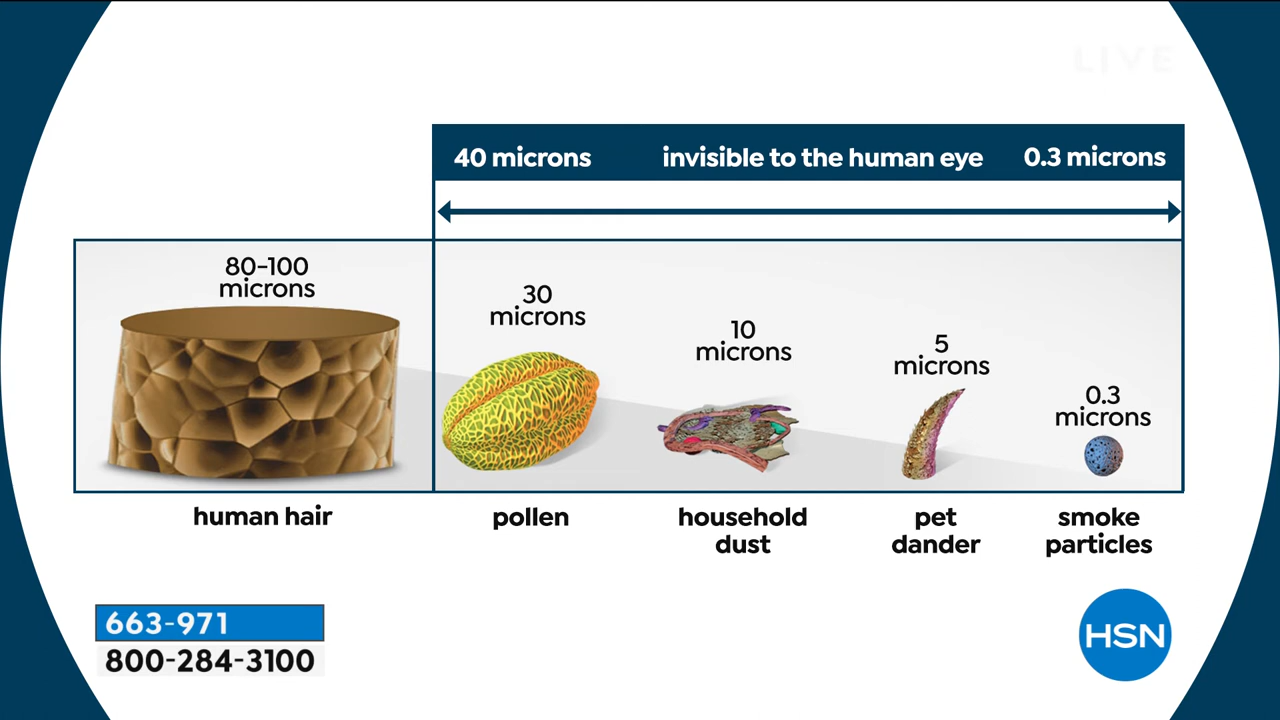 LIVE
40 microns invisible to the human eye 0.3 microns
80-100
microns
30
microns
10
microns
5
microns
0.3
microns
human hair
pollen
household
dust
pet
dander
smoke
particles
663-971
800-284-3100
HSN